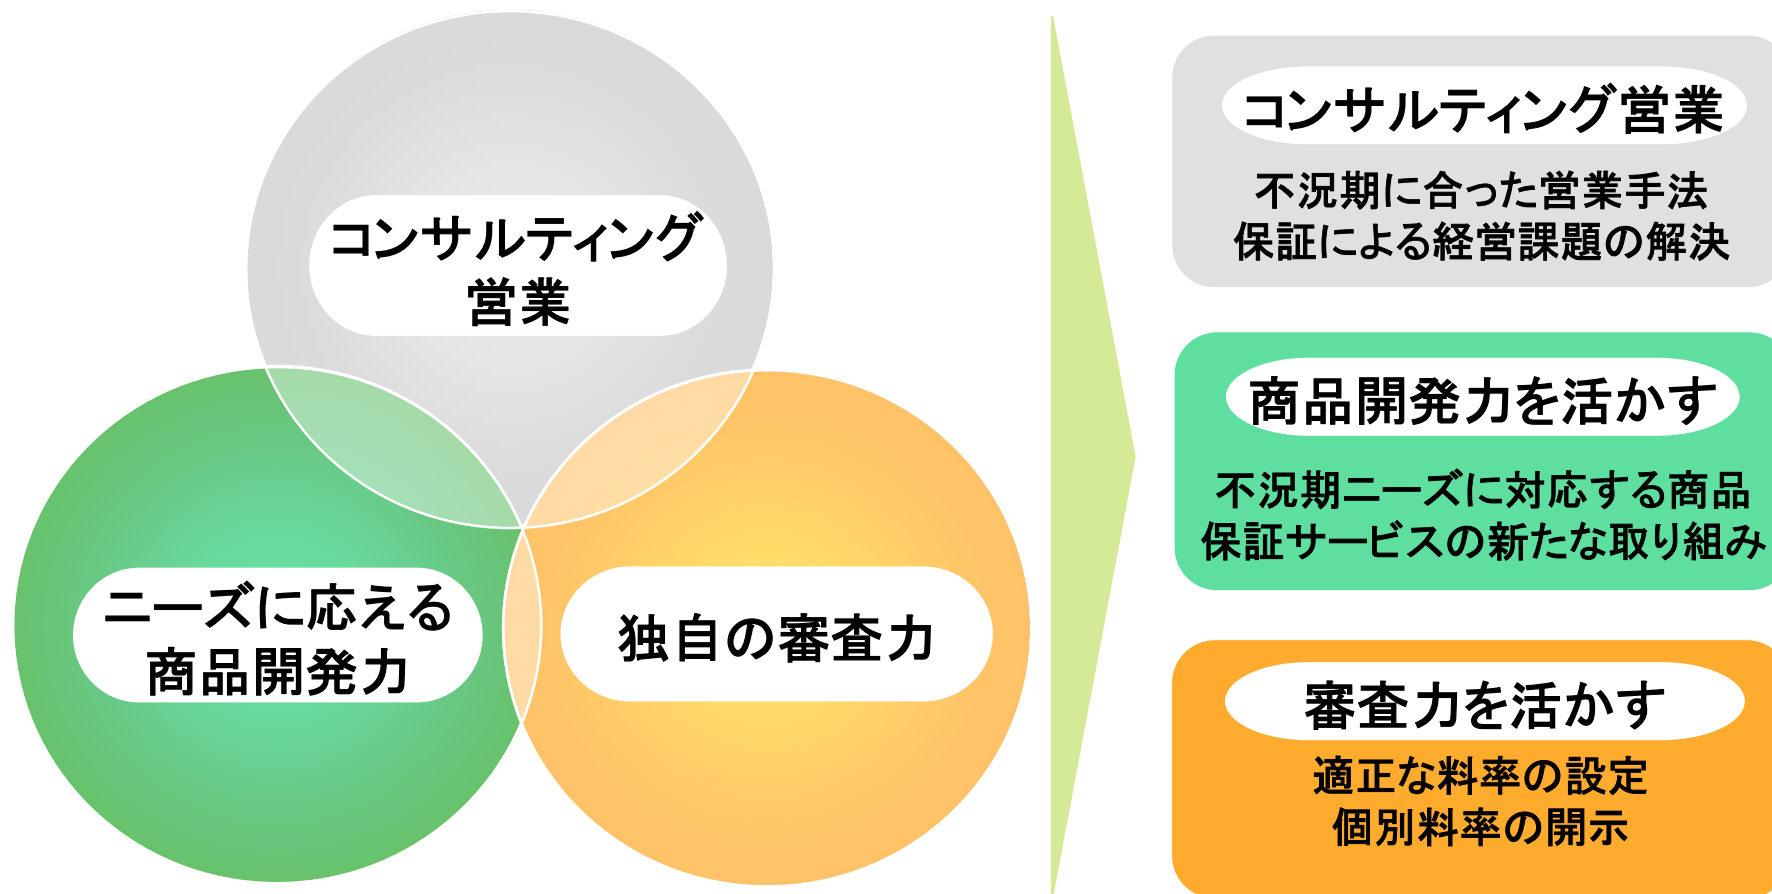 コンサルティング
営業
ニーズに応える
商品開発力
独自の審査力
コンサルティング営業
不況期に合った営業手法
保証による経営課題の解決
商品開発力を活かす
不況期ニーズに対応する商品
保証サービスの新たな取り組み
審査力を活かす
適正な料率の設定
個別料率の開示